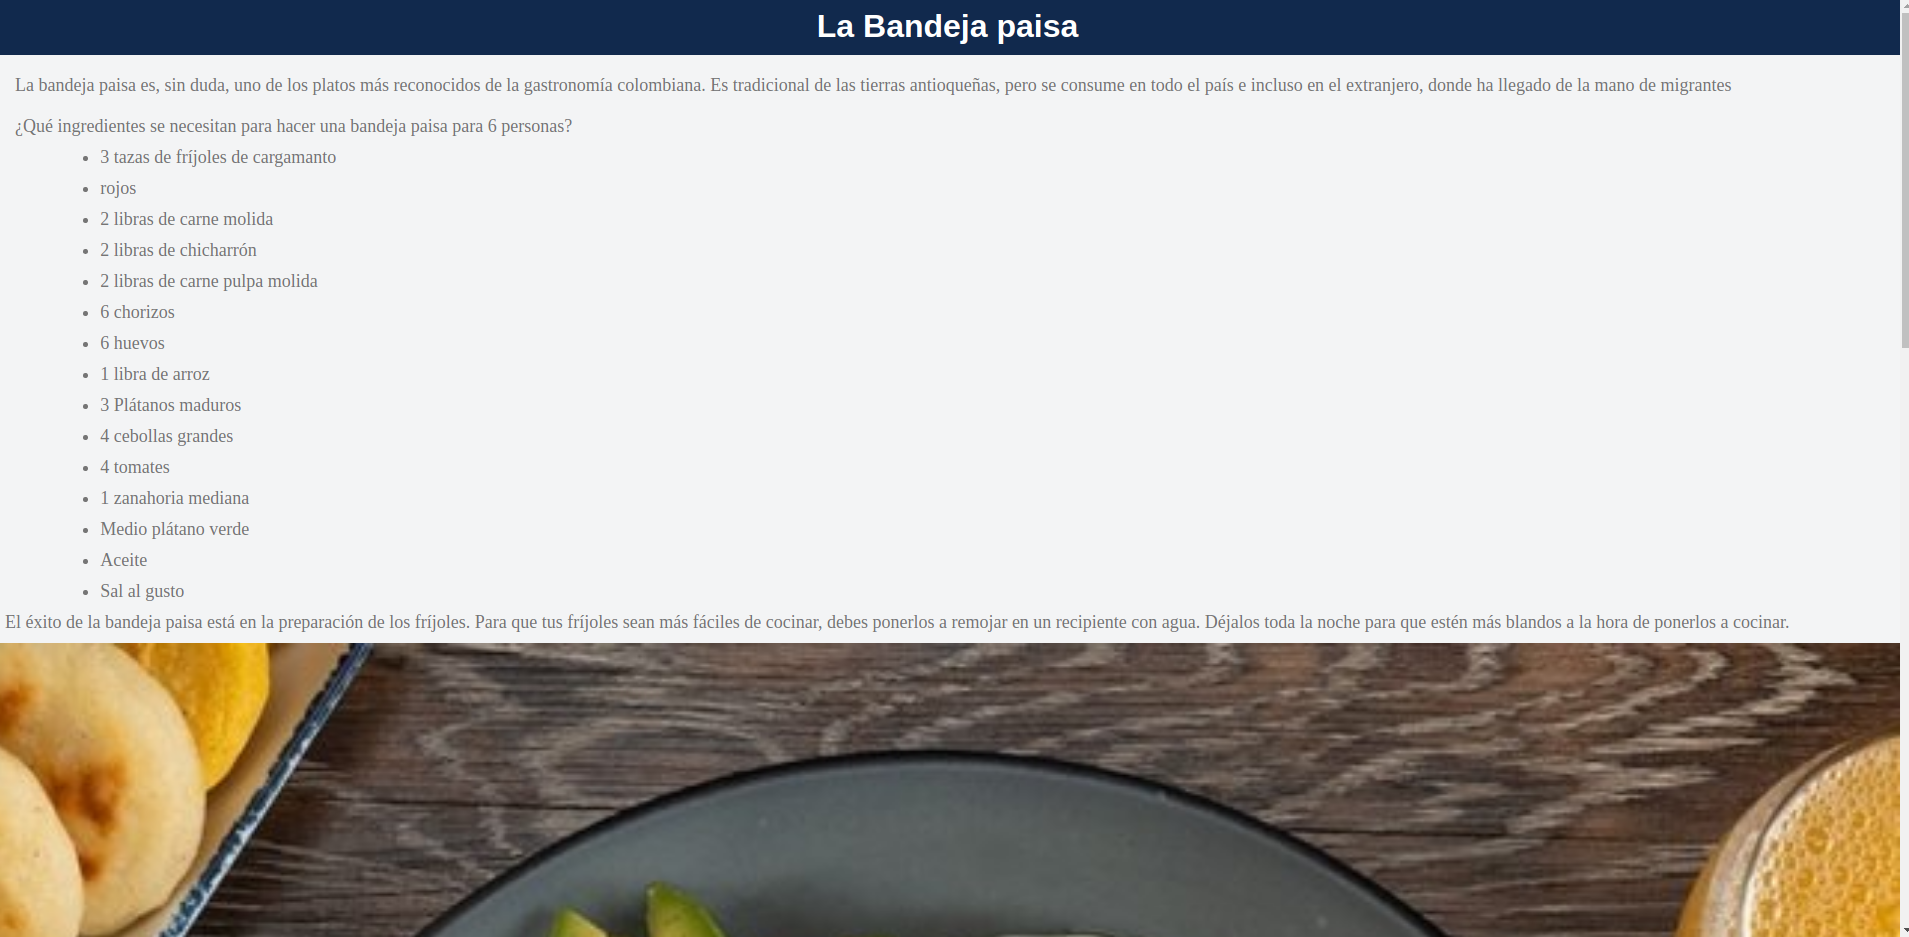 La Bandeja paisa
La bandeja paisa es, sin duda, uno de los platos más reconocidos de la gastronomía colombiana. Es tradicional de las tierras antioqueñas, pero se consume en todo el país e incluso en el extranjero, donde ha llegado de la mano de migrantes
¿Qué ingredientes se necesitan para hacer una bandeja paisa para 6 personas?
• 3 tazas de fríjoles de cargamanto
• rojos
• 2 libras de carne molida
• 2 libras de chicharrón
• 2 libras de carne pulpa molida
• 6 chorizos
• 6 huevos
• 1 libra de arroz
• 3 Plátanos maduros
• 4 cebollas grandes
• 4 tomates
• 1 zanahoria mediana
• Medio plátano verde
• Aceite
• Sal al gusto
El éxito de la bandeja paisa está en la preparación de los fríjoles. Para que tus fríjoles sean más fáciles de cocinar, debes ponerlos a remojar en un recipiente con agua. Déjalos toda la noche para que estén más blandos a la hora de ponerlos a cocinar.